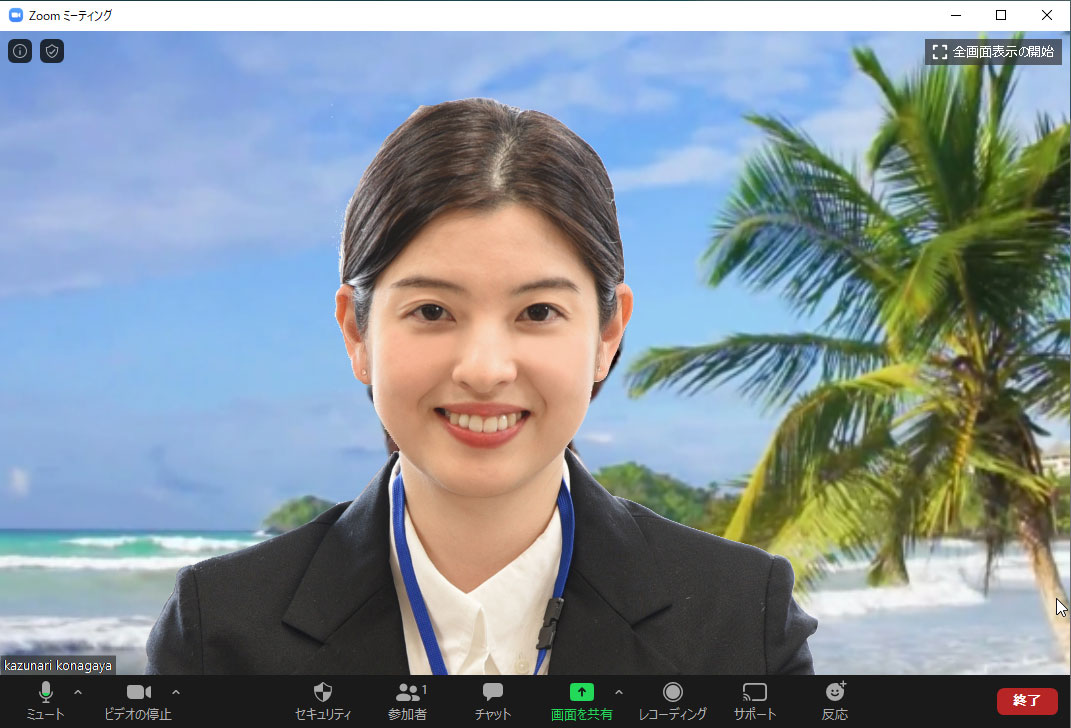 Zoom ミーティング
全画面表示の開始
kazunari konagaya
1
ミュート
ビデオの停止
セキュリティ
参加者
チャット
画面を共有
レコーディング
サポート
反応
終了